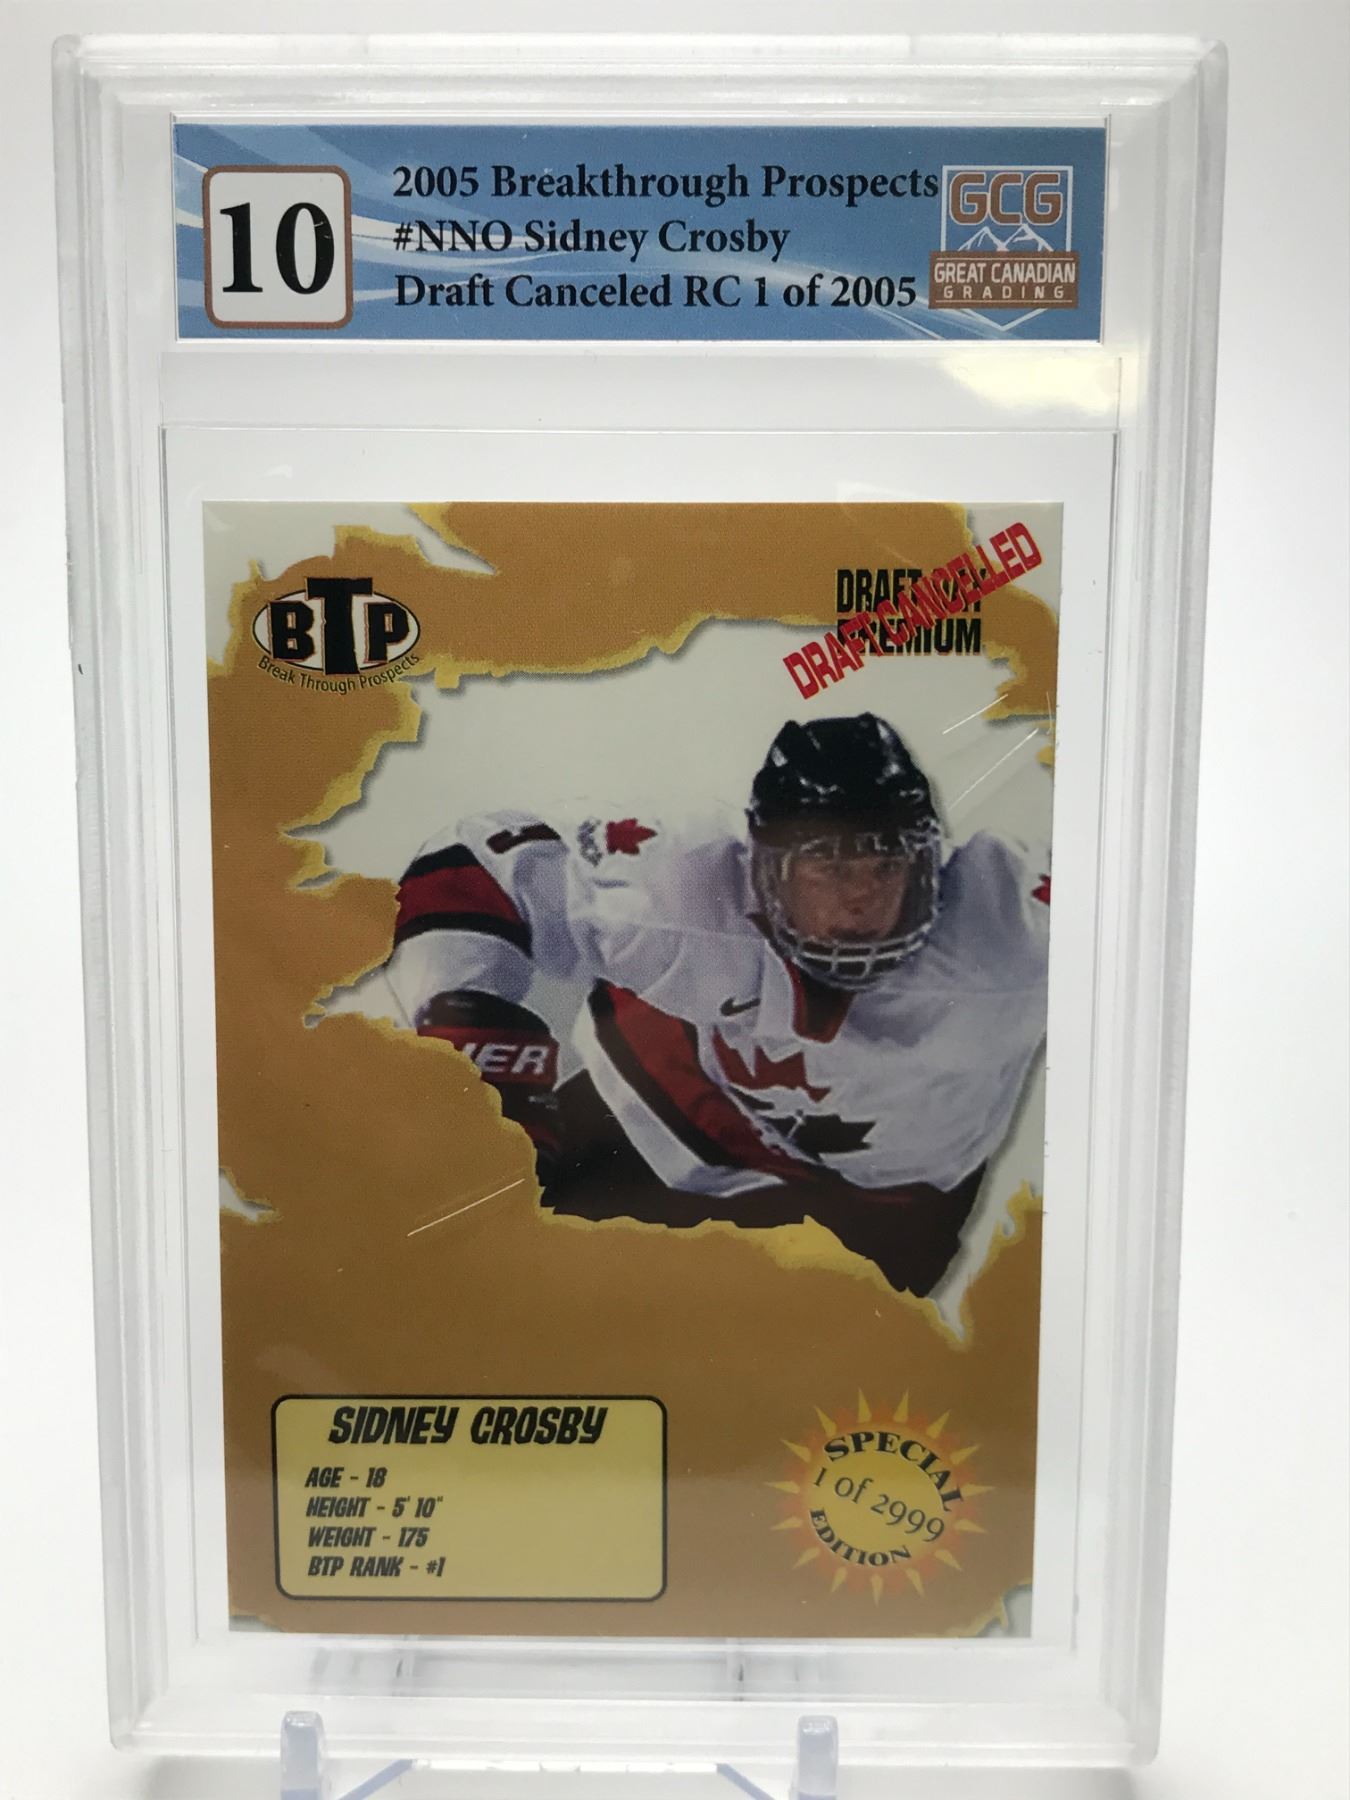 10
2005 Breakthrough Prospects
#NNO Sidney Crosby
Draft Canceled RC 1 of 2005
GCG
GREAT CANADIAN
GRADING
BTP
Break Through Prospects
DRAFT
PREMIUM
DRAFT CANCELLED
SIDNEY CROSBY
AGE - 18
HEIGHT - 5' 10"
WEIGHT - 175
BTP RANK - #1
SPECIAL
1 of 2999
EDITION